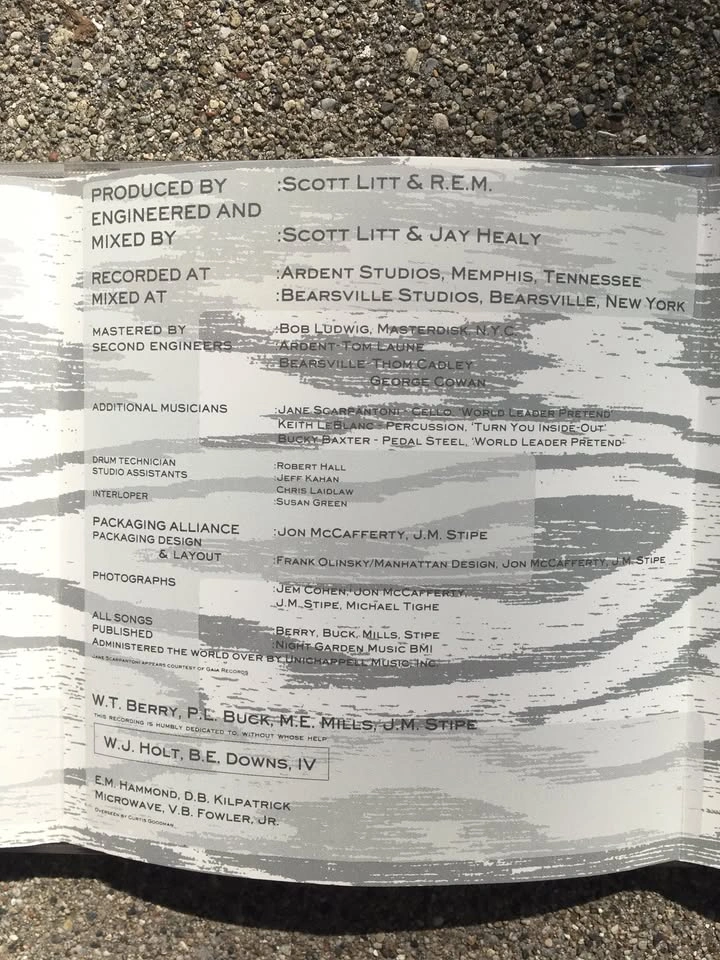 PRODUCED BY :SCOTT LITT & R.E.M.
ENGINEERED AND
MIXED BY :SCOTT LITT & JAY HEALY
RECORDED AT :ARDENT STUDIOS, MEMPHIS, TENNESSEE
MIXED AT :BEARSVILLE STUDIOS, BEARSVILLE, NEW YORK
MASTERED BY :BOB LUDWIG, MASTERDISK, N.Y.C.
SECOND ENGINEERS :ARDENT-TOM LAUNE
BEARSVILLE-THOM CADLEY
GEORGE COWAN
ADDITIONAL MUSICIANS :JANE SCARPANTONI - CELLO, 'WORLD LEADER PRETEND'
KEITH LEBLANC - PERCUSSION, 'TURN YOU INSIDE-OUT'
BUCKY BAXTER - PEDAL STEEL, 'WORLD LEADER PRETEND'
DRUM TECHNICIAN :ROBERT HALL
STUDIO ASSISTANTS :JEFF KAHAN
CHRIS LAIDLAW
INTERLOPER :SUSAN GREEN
PACKAGING ALLIANCE :JON MCCAFFERTY, J.M. STIPE
PACKAGING DESIGN
& LAYOUT :FRANK OLINSKY/MANHATTAN DESIGN, JON MCCAFFERTY, J.M. STIPE
PHOTOGRAPHS :JEM COHEN, JON MCCAFFERTY,
J.M. STIPE, MICHAEL TIGHE
ALL SONGS :BERRY, BUCK, MILLS, STIPE
PUBLISHED :NIGHT GARDEN MUSIC BMI
ADMINISTERED THE WORLD OVER BY UNICHAPPELL MUSIC, INC.
JANE SCARPANTONI APPEARS COURTESY OF GAIA RECORDS
W.T. BERRY, P.L. BUCK, M.E. MILLS, J.M. STIPE
THIS RECORDING IS HUMBLY DEDICATED TO, WITHOUT WHOSE HELP
W.J. HOLT, B.E. DOWNS, IV
E.M. HAMMOND, D.B. KILPATRICK
MICROWAVE, V.B. FOWLER, JR.
OVERSEEN BY CURTIS GOODMAN